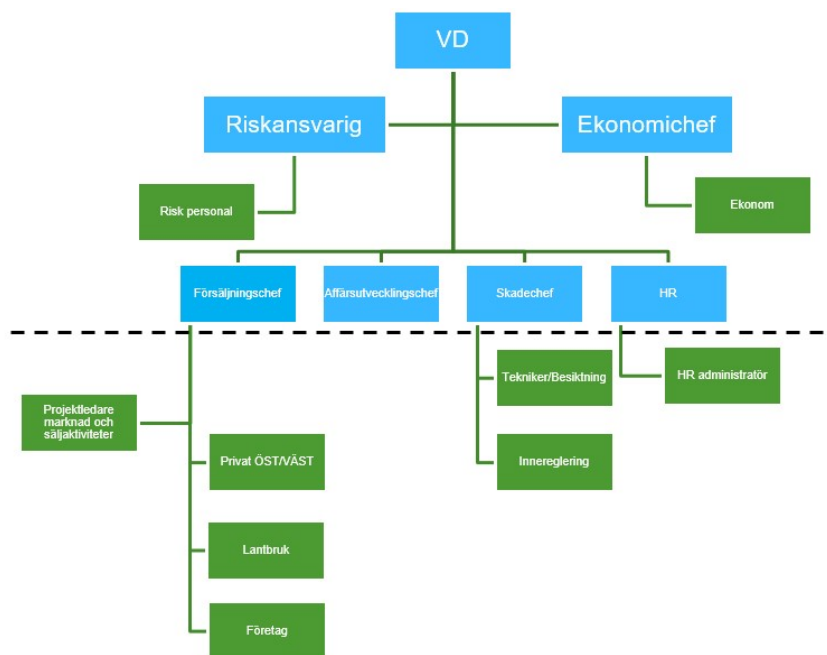 VD
Riskansvarig
Ekonomichef
Risk personal
Ekonom
Försäljningschef
Affärsutvecklingschef
Skadechef
HR
Tekniker/Besiktning
HR administratör
Projektledare
marknad och
säljaktiviteter
Privat ÖST/VÄST
Innereglering
Lantbruk
Företag